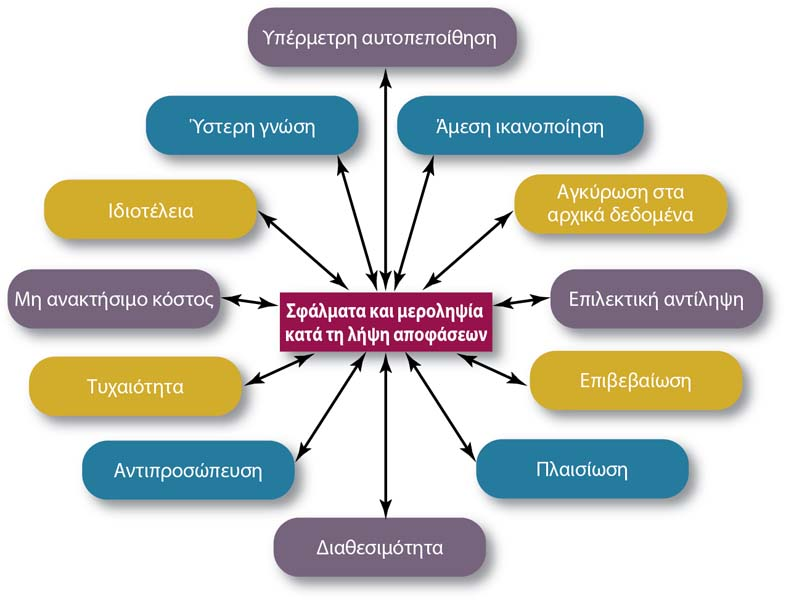 Υπέρμετρη αυτοπεποίθηση
Ύστερη γνώση
Άμεση ικανοποίηση
Ιδιοτέλεια
Αγκύρωση στα
αρχικά δεδομένα
Μη ανακτήσιμο κόστος
Σφάλματα και μεροληψία
κατά τη λήψη αποφάσεων
Επιλεκτική αντίληψη
Τυχαιότητα
Επιβεβαίωση
Αντιπροσώπευση
Πλαισίωση
Διαθεσιμότητα